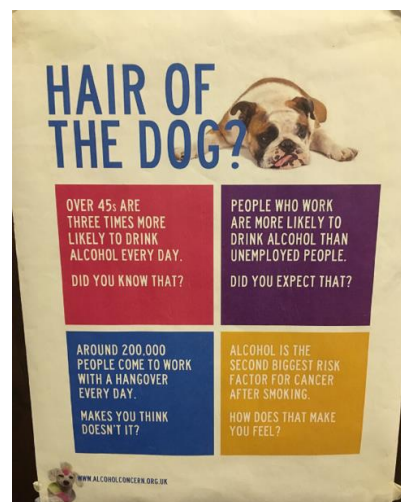 HAIR OF
THE DOG?
OVER 45s ARE
THREE TIMES MORE
LIKELY TO DRINK
ALCOHOL EVERY DAY.
DID YOU KNOW THAT?
PEOPLE WHO WORK
ARE MORE LIKELY TO
DRINK ALCOHOL THAN
UNEMPLOYED PEOPLE.
DID YOU EXPECT THAT?
AROUND 200,000
PEOPLE COME TO WORK
WITH A HANGOVER
EVERY DAY.
MAKES YOU THINK
DOESN'T IT?
ALCOHOL IS THE
SECOND BIGGEST RISK
FACTOR FOR CANCER
AFTER SMOKING.
HOW DOES THAT MAKE
YOU FEEL?
WWW.ALCOHOLCONCERN.ORG.UK